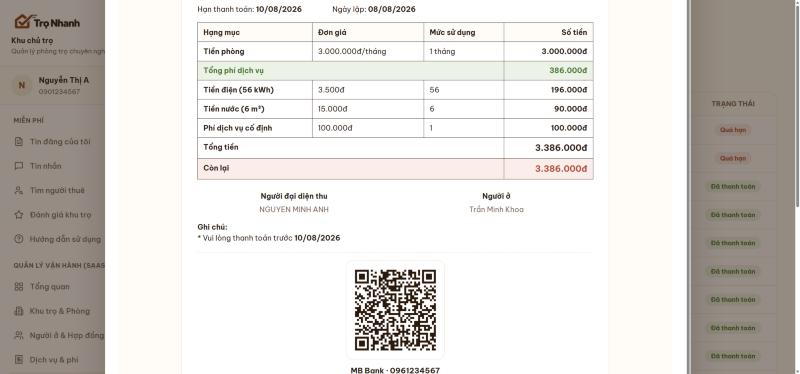 Hạn thanh toán: 10/08/2026 Ngày lập: 08/08/2026
Trọ Nhanh
Khu chủ trọ
Quản lý phòng trọ chuyên ngh
N
Nguyễn Thị A
0901234567
MIỄN PHÍ
Tin đăng của tôi
Tin nhắn
Tìm người thuê
Đánh giá khu trọ
Hướng dẫn sử dụng
QUẢN LÝ VẬN HÀNH (SAAS
Tổng quan
Khu trọ & Phòng
Người ở & Hợp đồng
Dịch vụ & phí
Hạng mục Đơn giá Mức sử dụng Số tiền
Tiền phòng 3.000.000đ/tháng 1 tháng 3.000.000đ
Tổng phí dịch vụ 386.000đ
Tiền điện (56 kWh) 3.500đ 56 196.000đ
Tiền nước (6 m³) 15.000đ 6 90.000đ
Phí dịch vụ cố định 100.000đ 1 100.000đ
Tổng tiền 3.386.000đ
Còn lại 3.386.000đ
Người đại diện thu Người ở
NGUYEN MINH ANH Trần Minh Khoa
Ghi chú:
* Vui lòng thanh toán trước 10/08/2026
MB Bank · 0961234567
TRẠNG THÁI
Quá hạn
Quá hạn
Đã thanh toán
Đã thanh toán
Đã thanh toán
Đã thanh toán
Đã thanh toán
Đã thanh toán
Đã thanh toán